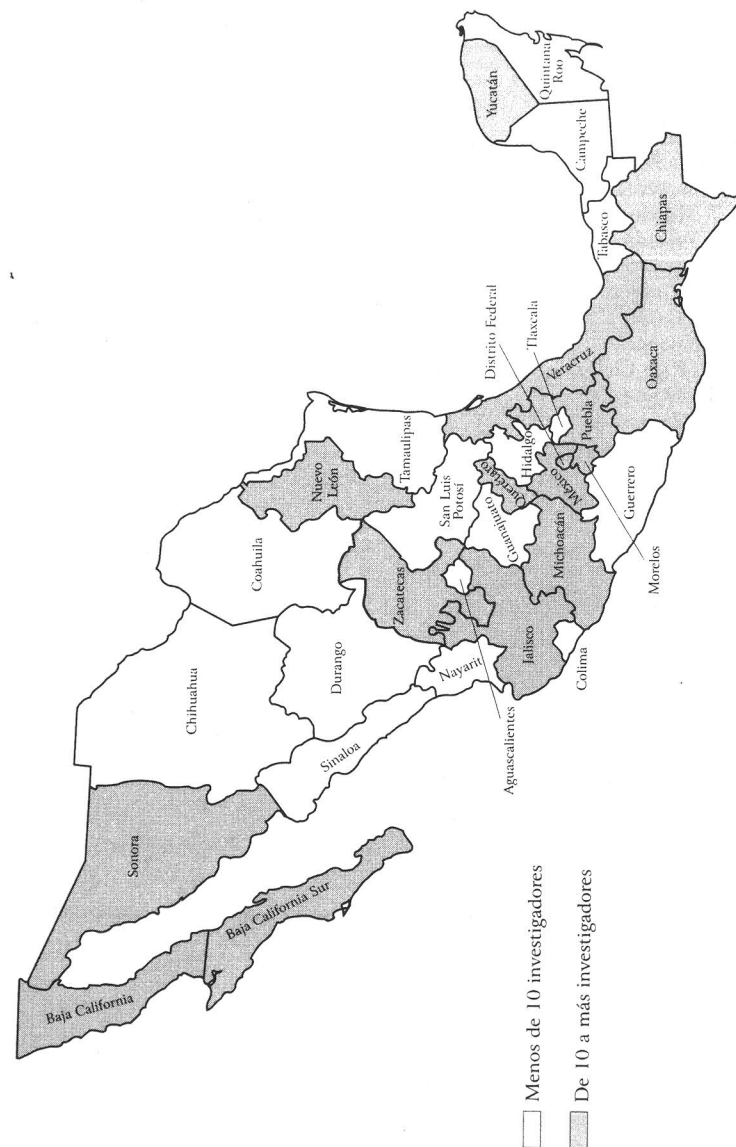 Baja California
Baja California Sur
Sonora
Chihuahua
Coahuila
Nuevo
León
Tamaulipas
Sinaloa
Durango
Zacatecas
San Luis
Potosí
Nayarit
Aguascalientes
Jalisco
Guanajuato
Querétaro
Hidalgo
Colima
Michoacán
México
Distrito Federal
Tlaxcala
Morelos
Puebla
Veracruz
Guerrero
Oaxaca
Tabasco
Chiapas
Campeche
Yucatán
Quintana
Roo
Menos de 10 investigadores
De 10 a más investigadores